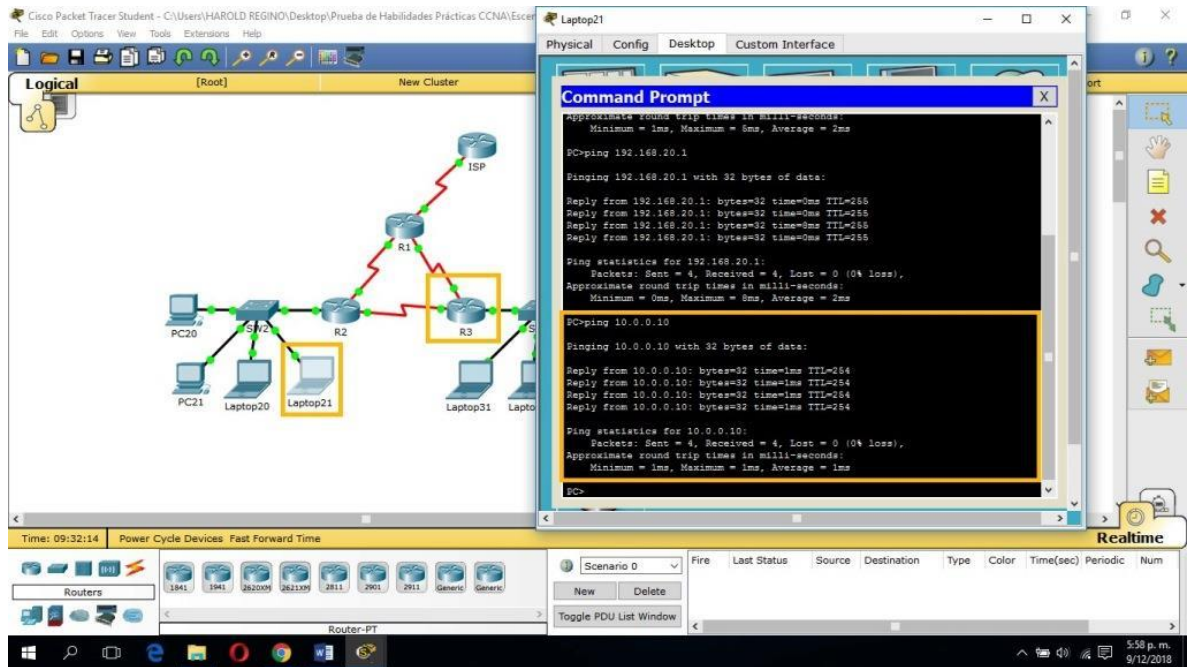 Cisco Packet Tracer Student - C:\Users\HAROLD REGINO\Desktop\Prueba de Habilidades Prácticas CCNA\Escer
File Edit Options View Tools Extensions Help
Logical [Root] New Cluster
ISP
R1
PC20 SW2 R2 R3
PC21 Laptop20 Laptop21 Laptop31
Laptop21
Physical Config Desktop Custom Interface
Command Prompt X
Approximate round trip times in milli-seconds:
Minimum = 1ms, Maximum = 5ms, Average = 2ms
PC>ping 192.168.20.1
Pinging 192.168.20.1 with 32 bytes of data:
Reply from 192.168.20.1: bytes=32 time=0ms TTL=255
Reply from 192.168.20.1: bytes=32 time=0ms TTL=255
Reply from 192.168.20.1: bytes=32 time=8ms TTL=255
Reply from 192.168.20.1: bytes=32 time=0ms TTL=255
Ping statistics for 192.168.20.1:
Packets: Sent = 4, Received = 4, Lost = 0 (0% loss),
Approximate round trip times in milli-seconds:
Minimum = 0ms, Maximum = 8ms, Average = 2ms
PC>ping 10.0.0.10
Pinging 10.0.0.10 with 32 bytes of data:
Reply from 10.0.0.10: bytes=32 time=1ms TTL=254
Reply from 10.0.0.10: bytes=32 time=1ms TTL=254
Reply from 10.0.0.10: bytes=32 time=1ms TTL=254
Reply from 10.0.0.10: bytes=32 time=1ms TTL=254
Ping statistics for 10.0.0.10:
Packets: Sent = 4, Received = 4, Lost = 0 (0% loss),
Approximate round trip times in milli-seconds:
Minimum = 1ms, Maximum = 1ms, Average = 1ms
PC>
Time: 09:32:14 Power Cycle Devices Fast Forward Time Realtime
Routers
1841 1941 2620XM 2621XM 2811 2901 2911 Generic Generic
Router-PT
Scenario 0
New Delete
Toggle PDU List Window
Fire Last Status Source Destination Type Color Time(sec) Periodic Num
5:58 p. m.
9/12/2018